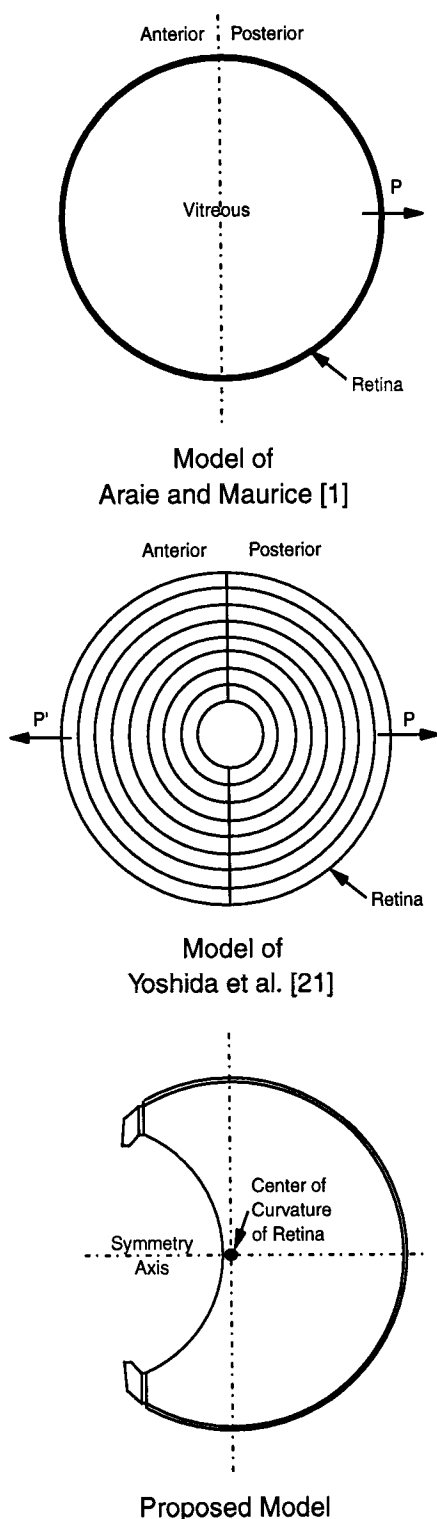 Anterior Posterior
P
Vitreous
Retina
Model of
Araie and Maurice [1]
Anterior Posterior
P' P
Retina
Model of
Yoshida et al. [21]
Center of
Curvature
of Retina
Symmetry
Axis
Proposed Model